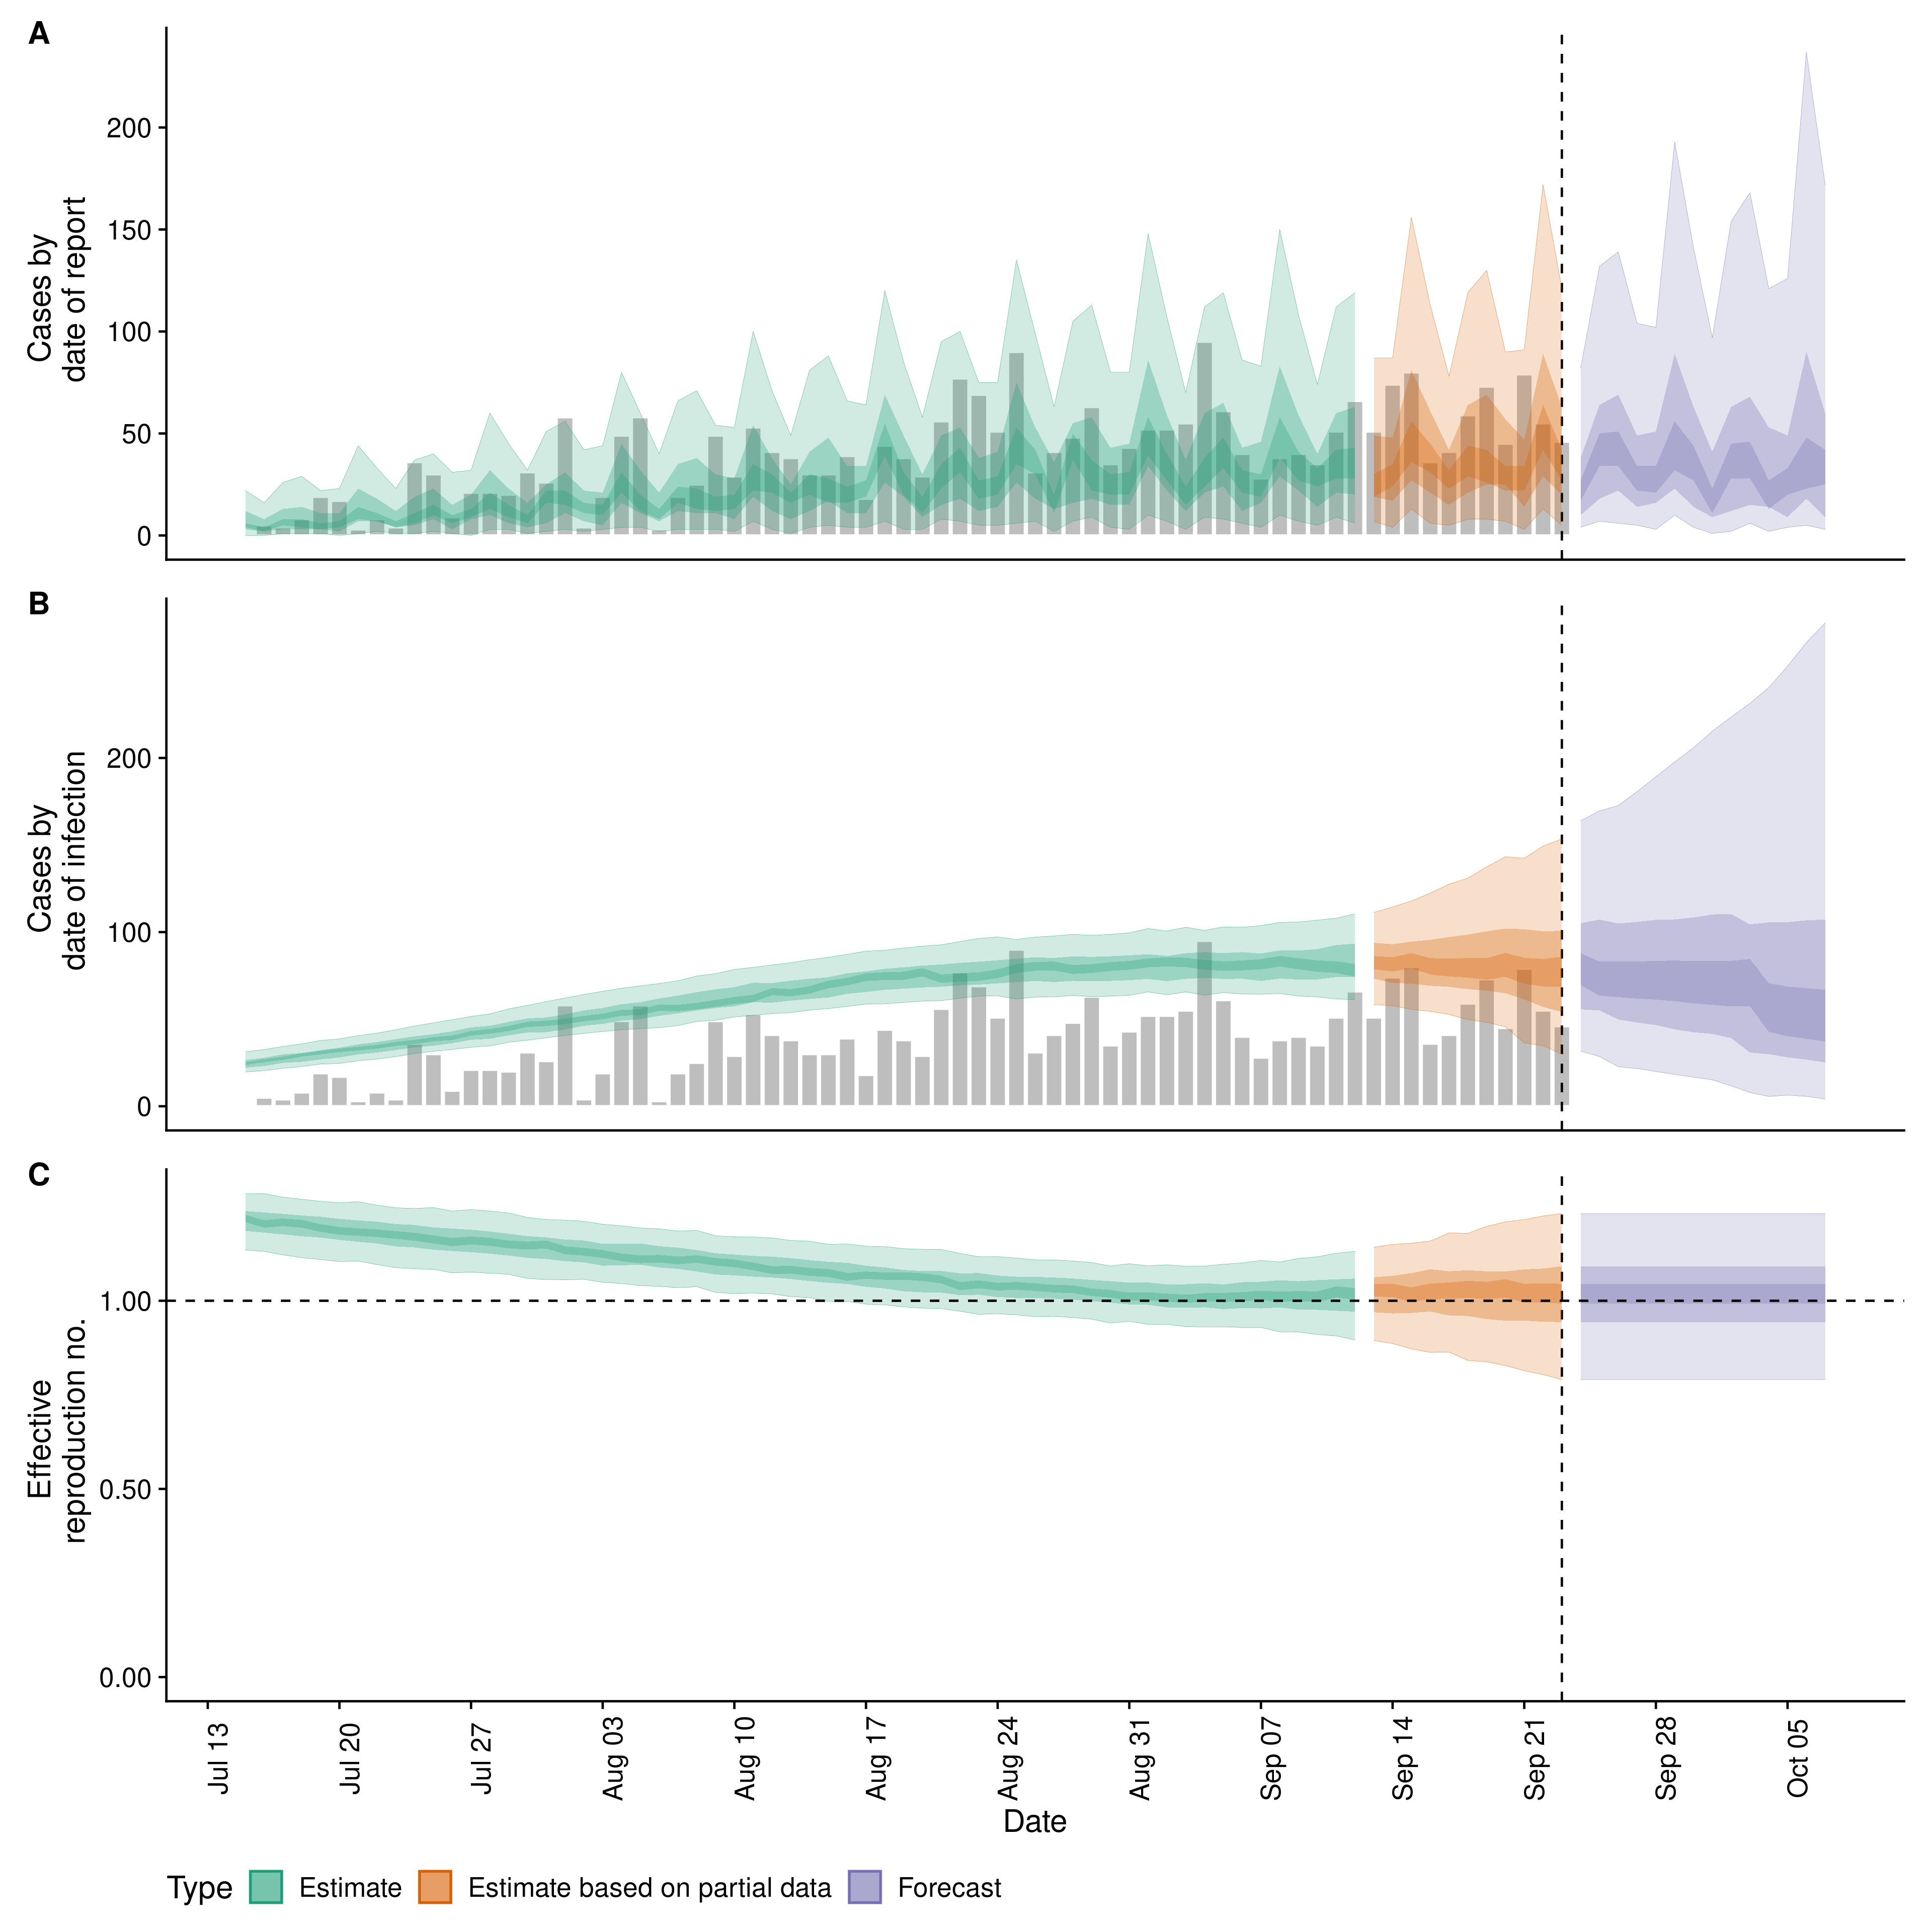 A
Cases by
date of report
200
150
100
50
0
B
Cases by
date of infection
200
100
0
C
Effective
reproduction no.
1.00
0.50
0.00
Jul 13
Jul 20
Jul 27
Aug 03
Aug 10
Aug 17
Aug 24
Aug 31
Sep 07
Sep 14
Sep 21
Sep 28
Oct 05
Date
Type Estimate Estimate based on partial data Forecast